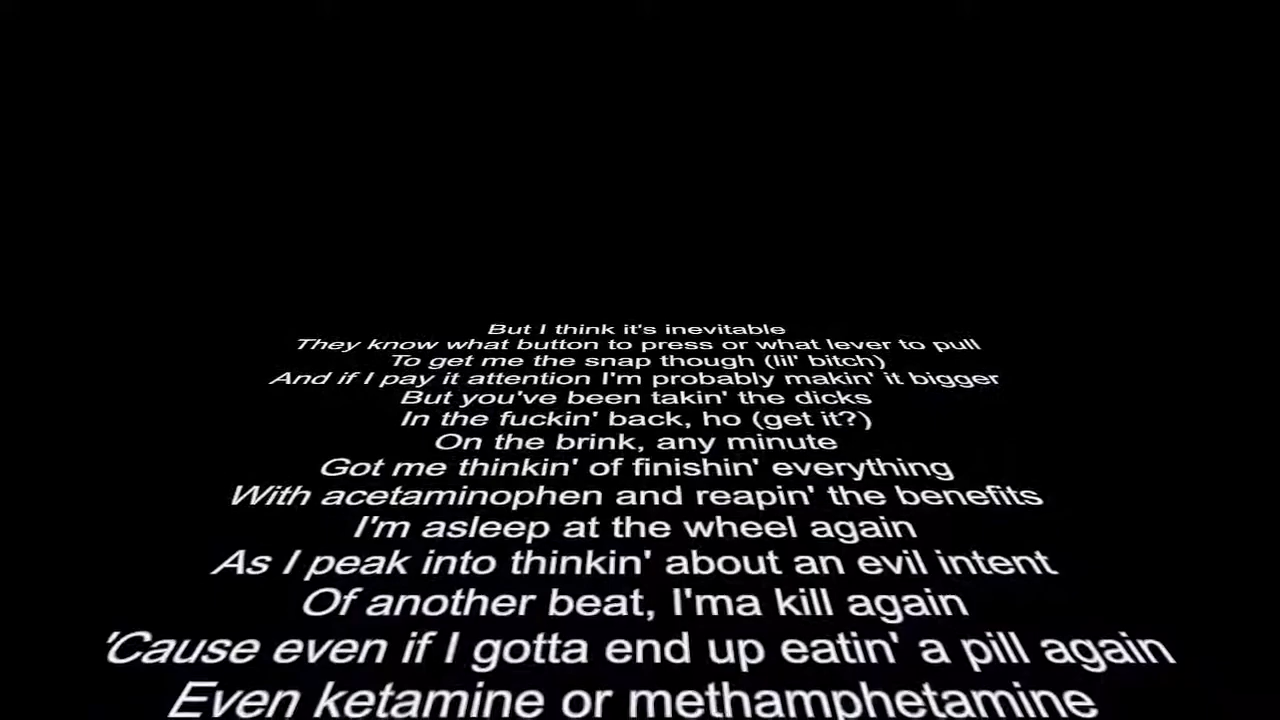 But I think it's inevitable
They know what button to press or what lever to pull
To get me the snap though (lil' bitch)
And if I pay it attention I'm probably makin' it bigger
But you've been takin' the dicks
In the fuckin' back, ho (get it?)
On the brink, any minute
Got me thinkin' of finishin' everything
With acetaminophen and reapin' the benefits
I'm asleep at the wheel again
As I peak into thinkin' about an evil intent
Of another beat, I'ma kill again
'Cause even if I gotta end up eatin' a pill again
Even ketamine or methamphetamine